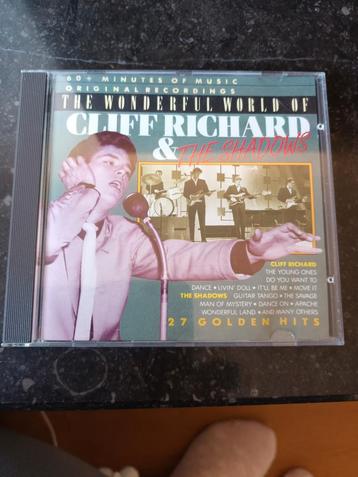 60+ MINUTES OF MUSIC
ORIGINAL RECORDINGS
THE WONDERFUL WORLD OF
CLIFF RICHARD
& THE SHADOWS
CLIFF RICHARD
THE YOUNG ONES
DO YOU WANT TO
DANCE • LIVIN' DOLL • IT'LL BE ME • MOVE IT
THE SHADOWS GUITAR TANGO • THE SAVAGE
MAN OF MYSTERY • DANCE ON • APACHE
WONDERFUL LAND • AND MANY OTHERS
27 GOLDEN HITS